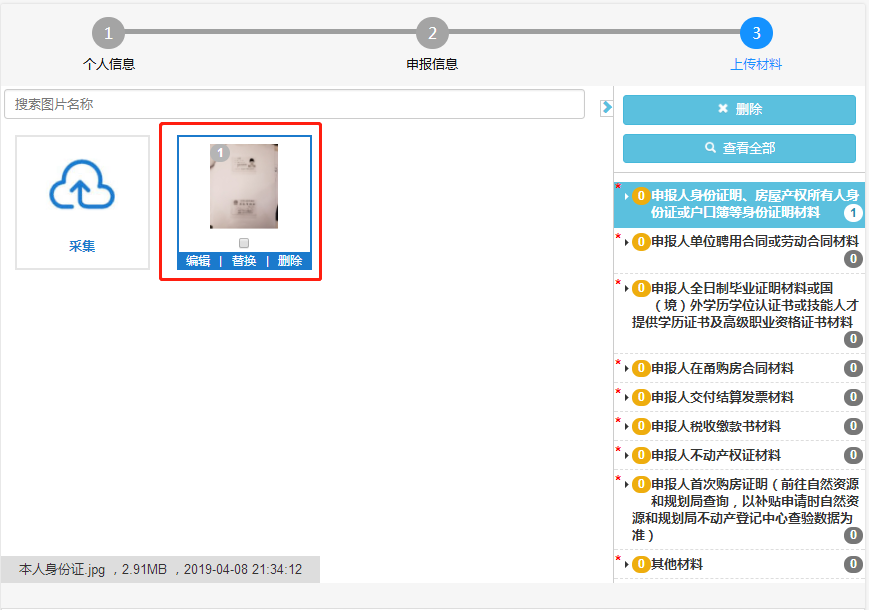 1
2
3
个人信息
申报信息
上传材料
搜索图片名称
采集
1
编辑 | 替换 | 删除
本人身份证.jpg ，2.91MB ，2019-04-08 21:34:12
✖ 删除
查看全部
* 0 申报人身份证明、房屋产权所有人身
份证或户口簿等身份证明材料 1
* 0 申报人单位聘用合同或劳动合同材料
0
* 0 申报人全日制毕业证明材料或国
（境）外学历学位认证书或技能人才
提供学历证书及高级职业资格证书材料
0
* 0 申报人在甬购房合同材料 0
* 0 申报人交付结算发票材料 0
* 0 申报人税收缴款书材料 0
* 0 申报人不动产权证材料 0
* 0 申报人首次购房证明（前往自然资源
和规划局查询，以补贴申请时自然资
源和规划局不动产登记中心查验数据为
准） 0
* 0 其他材料 0